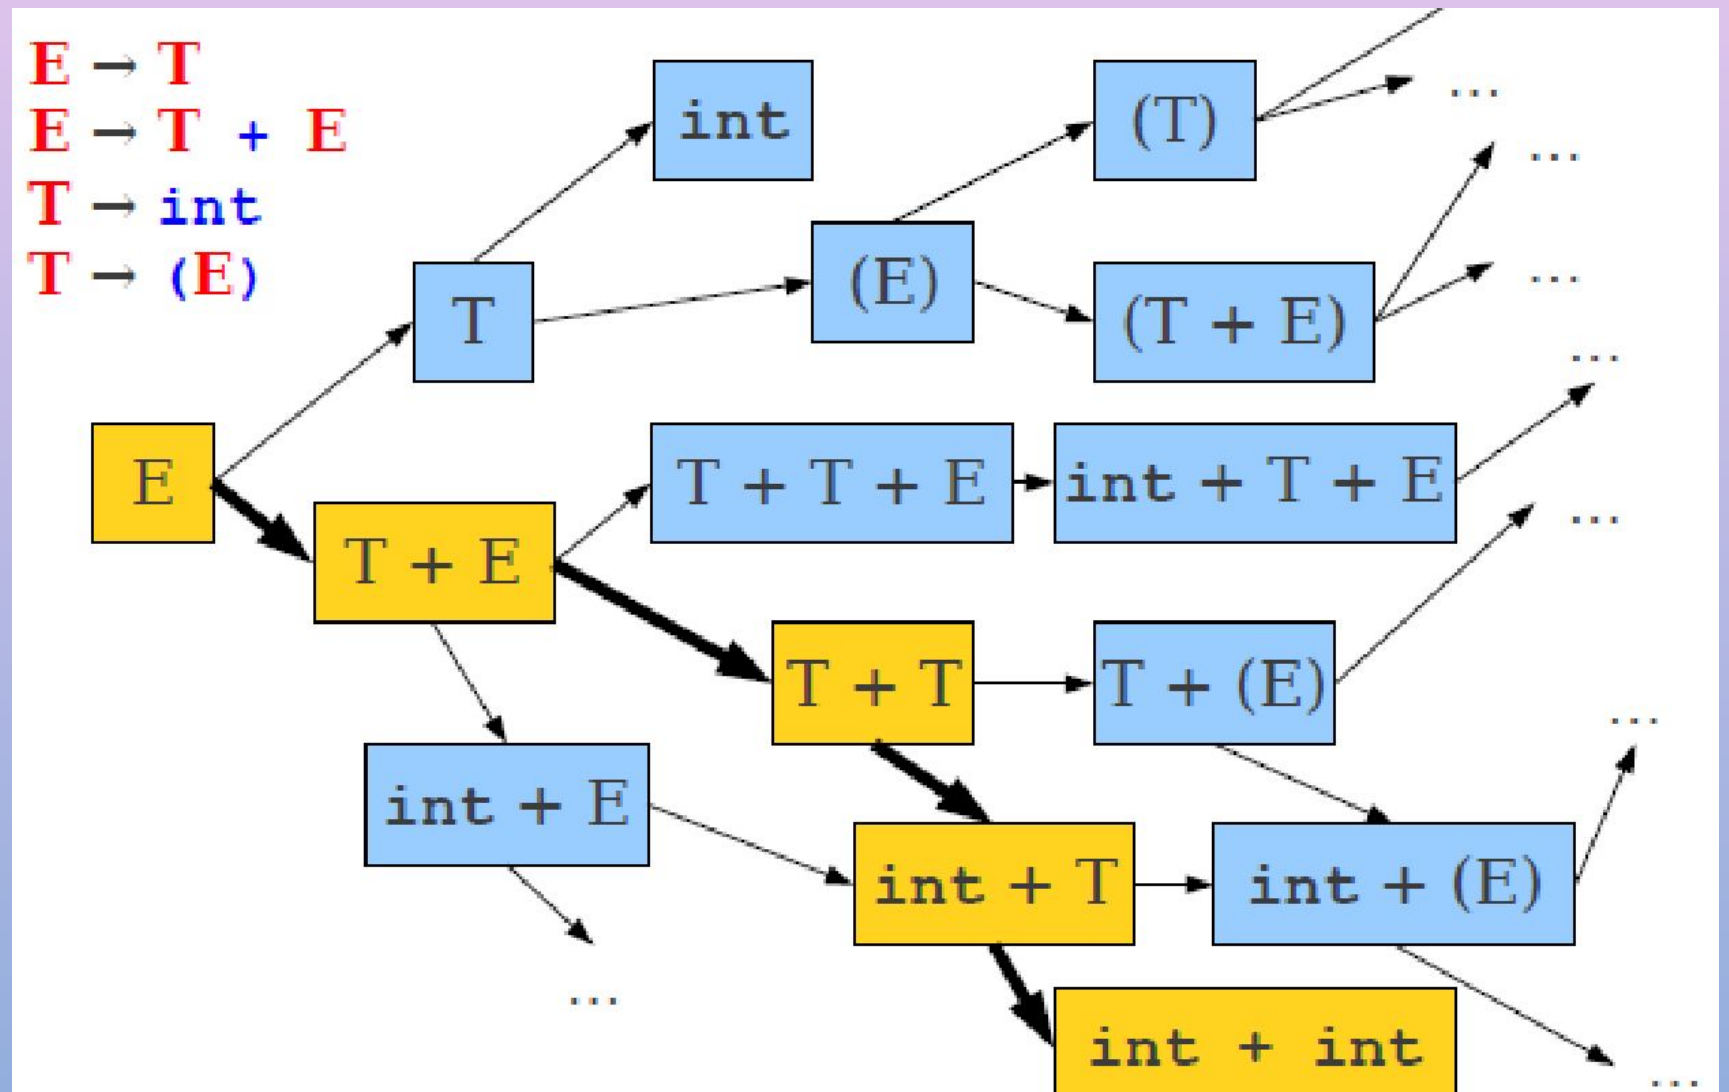 E → T
E → T + E
T → int
T → (E)
int
(T)
...
...
(E)
T
(T + E)
...
...
E
T + T + E
int + T + E
...
T + E
T + T
T + (E)
...
int + E
int + T
int + (E)
...
int + int
...